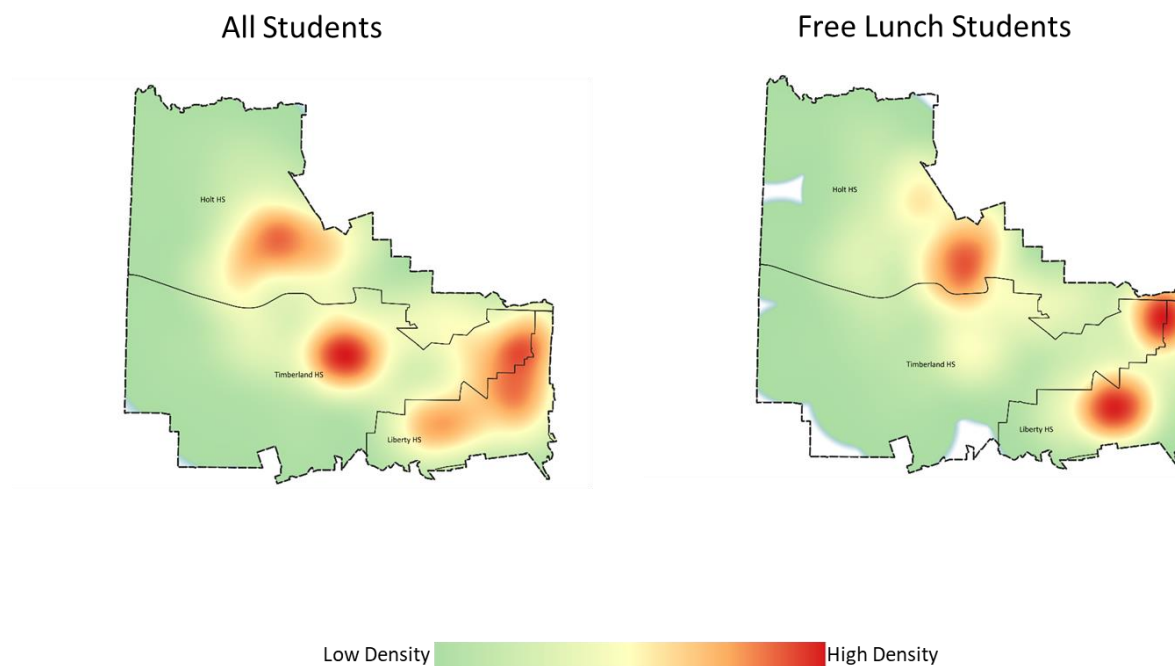 All Students
Free Lunch Students
Holt HS
Holt HS
Timberland HS
Timberland HS
Liberty HS
Liberty HS
Low Density
High Density